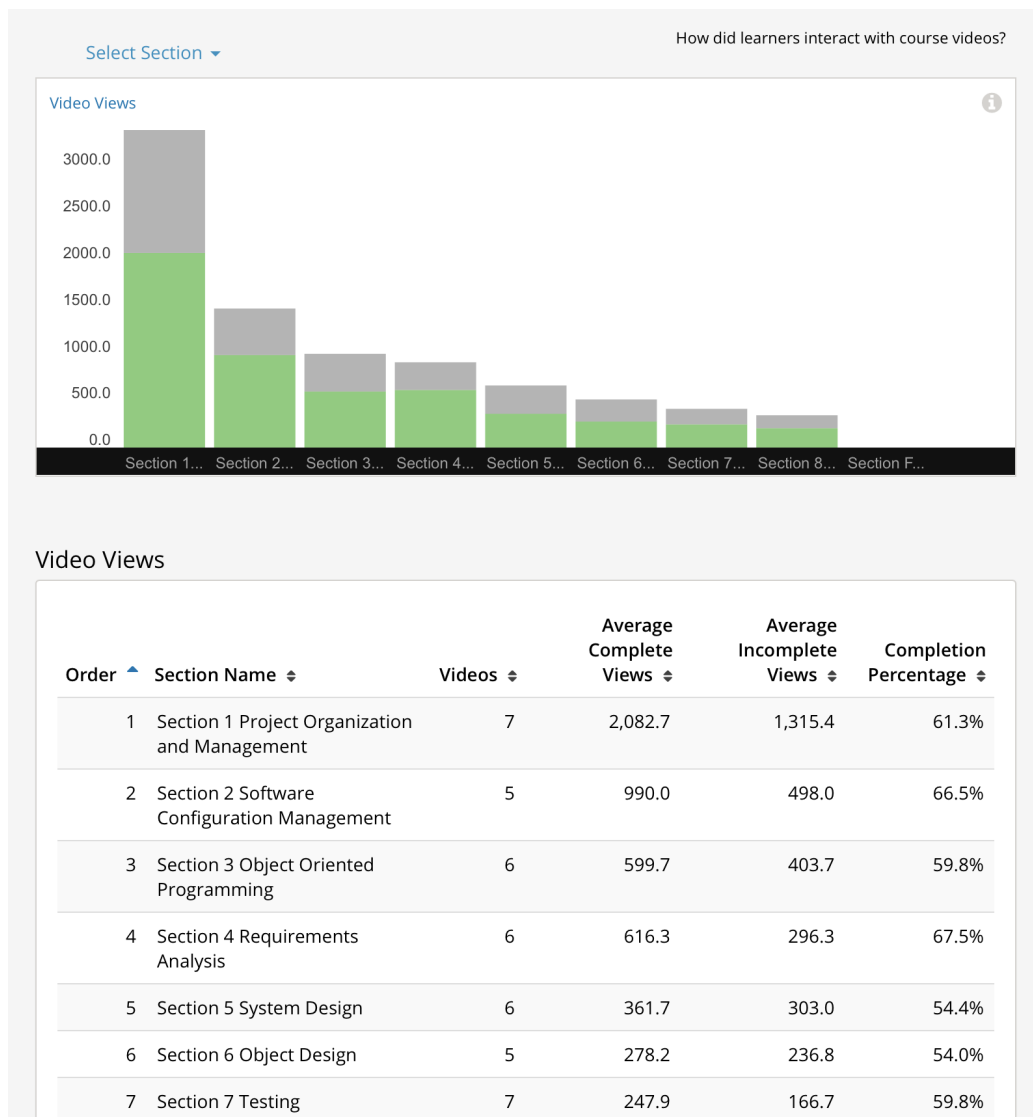 Select Section
How did learners interact with course videos?
Video Views
3000.0
2500.0
2000.0
1500.0
1000.0
500.0
0.0
Section 1... Section 2... Section 3... Section 4... Section 5... Section 6... Section 7... Section 8... Section F...
Video Views
Order Section Name Videos Average Complete Views Average Incomplete Views Completion Percentage
1 Section 1 Project Organization and Management 7 2,082.7 1,315.4 61.3%
2 Section 2 Software Configuration Management 5 990.0 498.0 66.5%
3 Section 3 Object Oriented Programming 6 599.7 403.7 59.8%
4 Section 4 Requirements Analysis 6 616.3 296.3 67.5%
5 Section 5 System Design 6 361.7 303.0 54.4%
6 Section 6 Object Design 5 278.2 236.8 54.0%
7 Section 7 Testing 7 247.9 166.7 59.8%